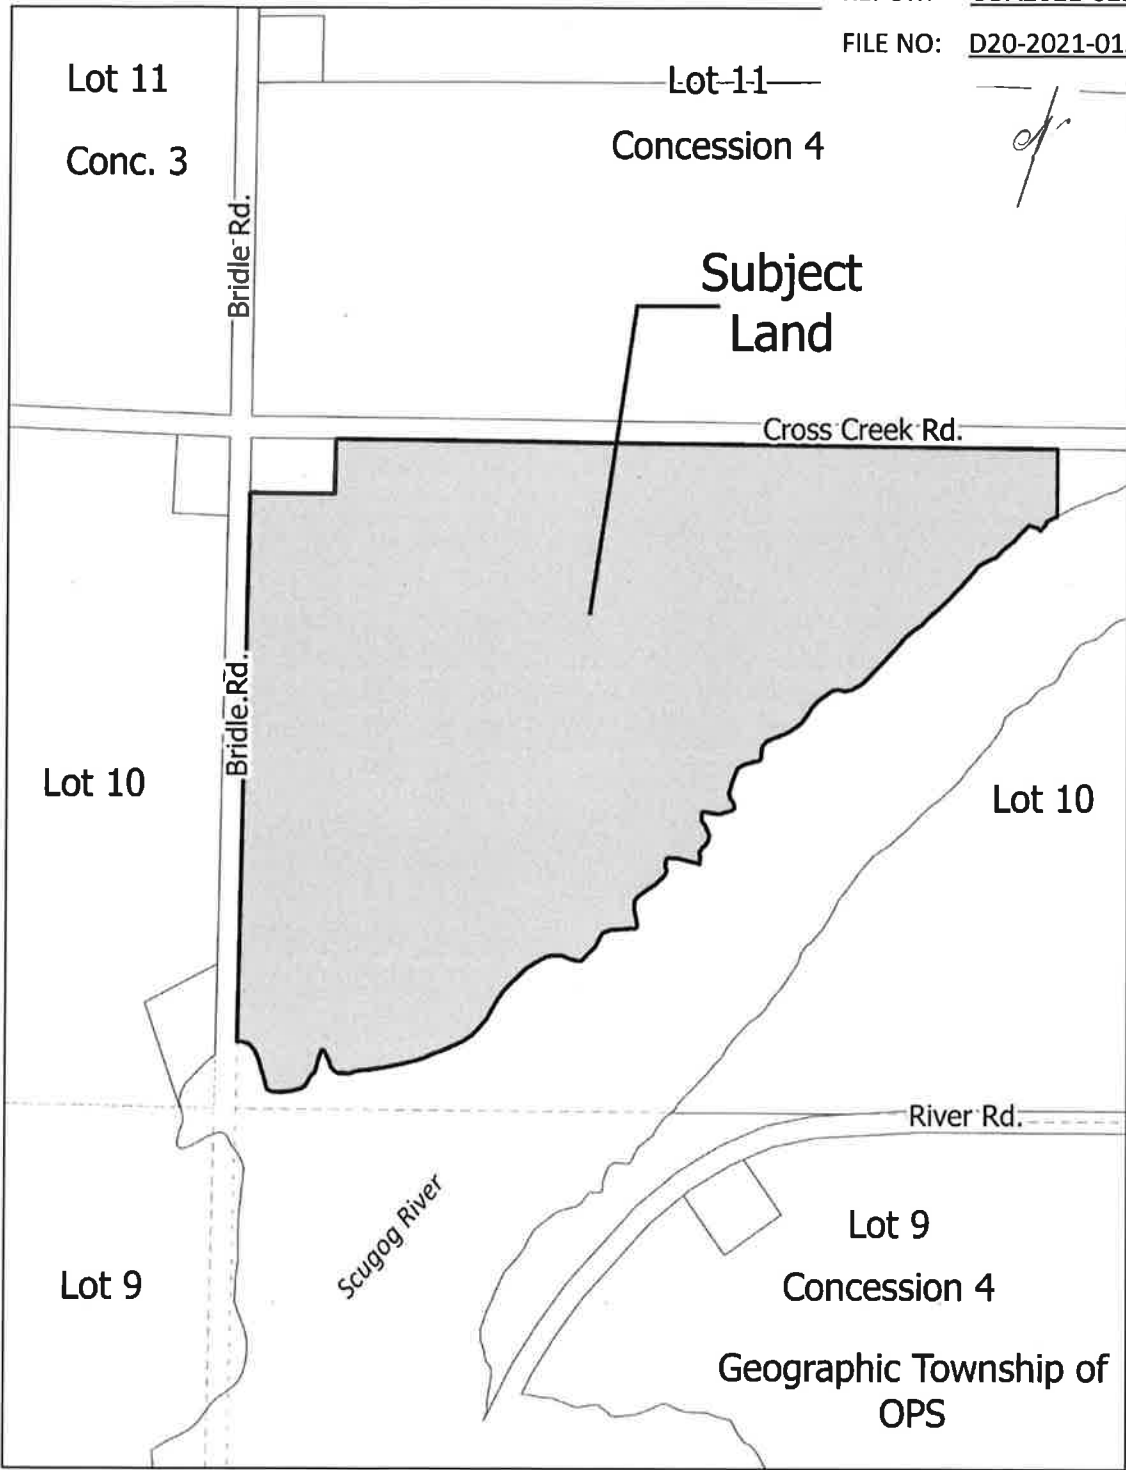 FILE NO: D20-2021-01
Lot 11
Lot 11
Conc. 3
Concession 4
Bridle Rd.
Subject
Land
Cross Creek Rd.
Bridle Rd.
Lot 10
Lot 10
River Rd.
Scugog River
Lot 9
Concession 4
Lot 9
Geographic Township of
OPS